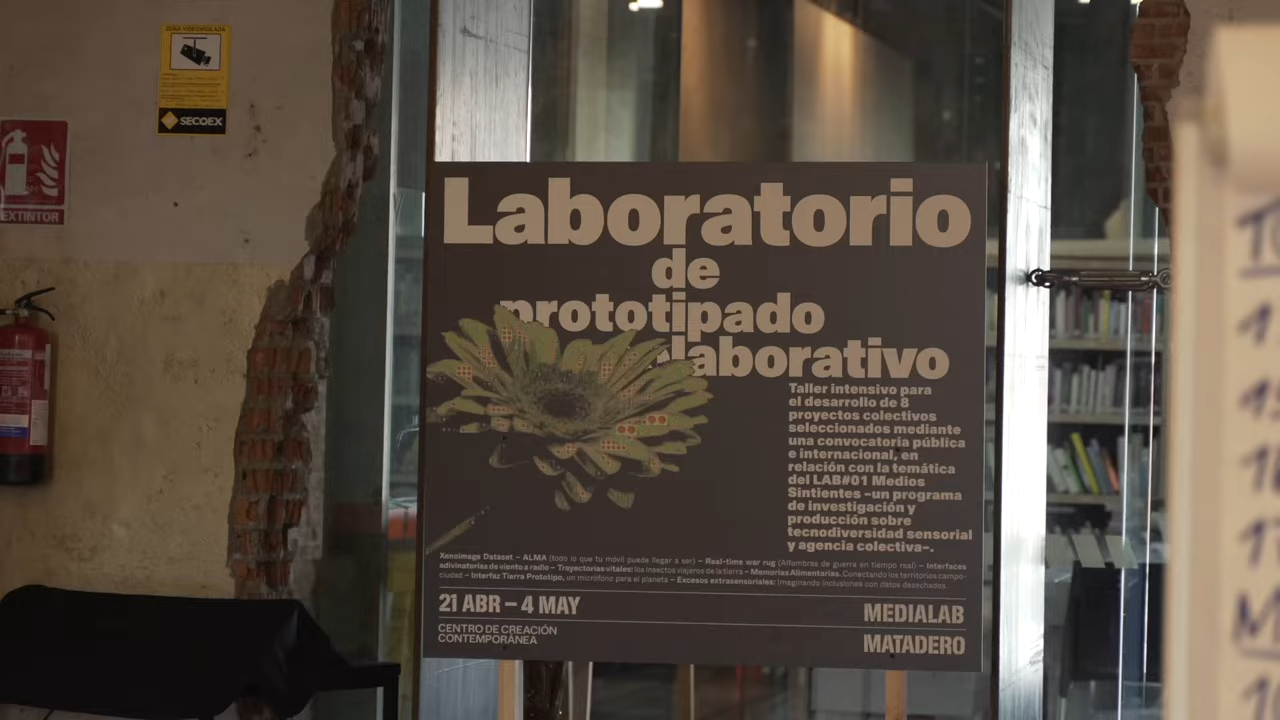 ZONA VIDEOVIGILADA
SECOEX
EXTINTOR
Laboratorio
de
prototipado
laborativo
Taller intensivo para
el desarrollo de 8
proyectos colectivos
seleccionados mediante
una convocatoria pública
e internacional, en
relación con la temática
del LAB#01 Medios
Sintientes –un programa
de investigación y
producción sobre
tecnodiversidad sensorial
y agencia colectiva–.
Xenoimage Dataset – ALMA (todo lo que tu móvil puede llegar a ser) – Real-time war rug (Alfombras de guerra en tiempo real) – Interfaces
adivinatorias de viento a radio – Trayectorias vitales: los insectos viajeros de la tierra – Memorias Alimentarias. Conectando los territorios campo-
ciudad – Interfaz Tierra Prototipo, un micrófono para el planeta – Excesos extrasensoriales: Imaginando inclusiones con datos desechados.
21 ABR – 4 MAY
MEDIALAB
CENTRO DE CREACIÓN
CONTEMPORÁNEA
MATADERO